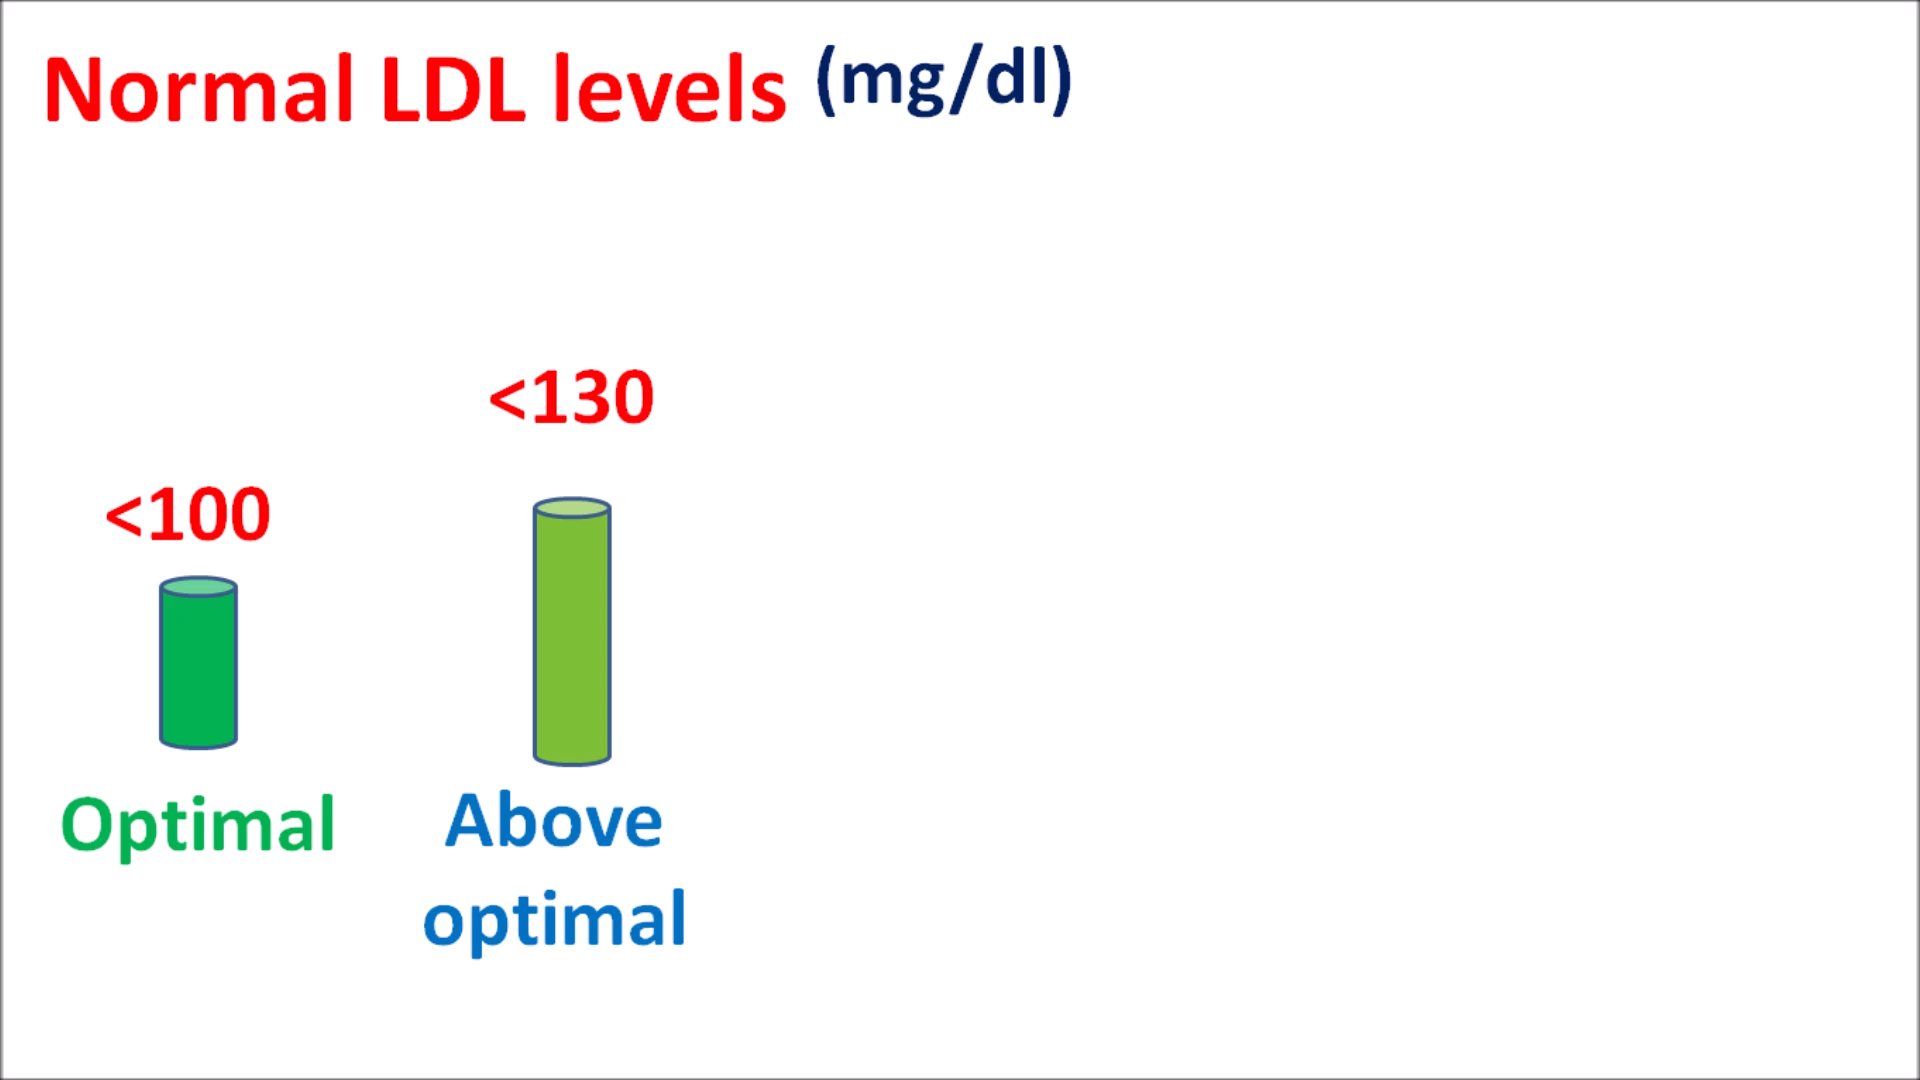 Normal LDL levels (mg/dl)
<130
<100
Optimal
Above
optimal